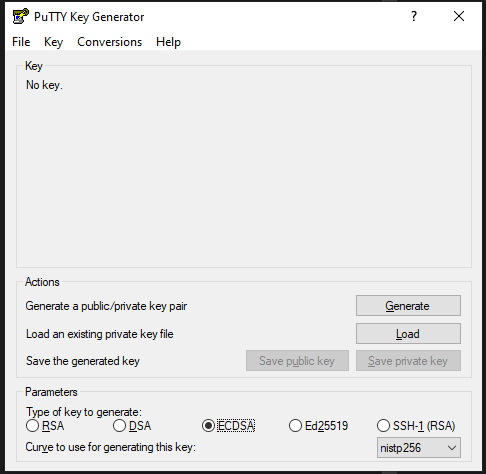 PuTTY Key Generator ?
File Key Conversions Help
Key
No key.
Actions
Generate a public/private key pair Generate
Load an existing private key file Load
Save the generated key Save public key Save private key
Parameters
Type of key to generate:
RSA DSA ECDSA Ed25519 SSH-1 (RSA)
Curve to use for generating this key: nistp256